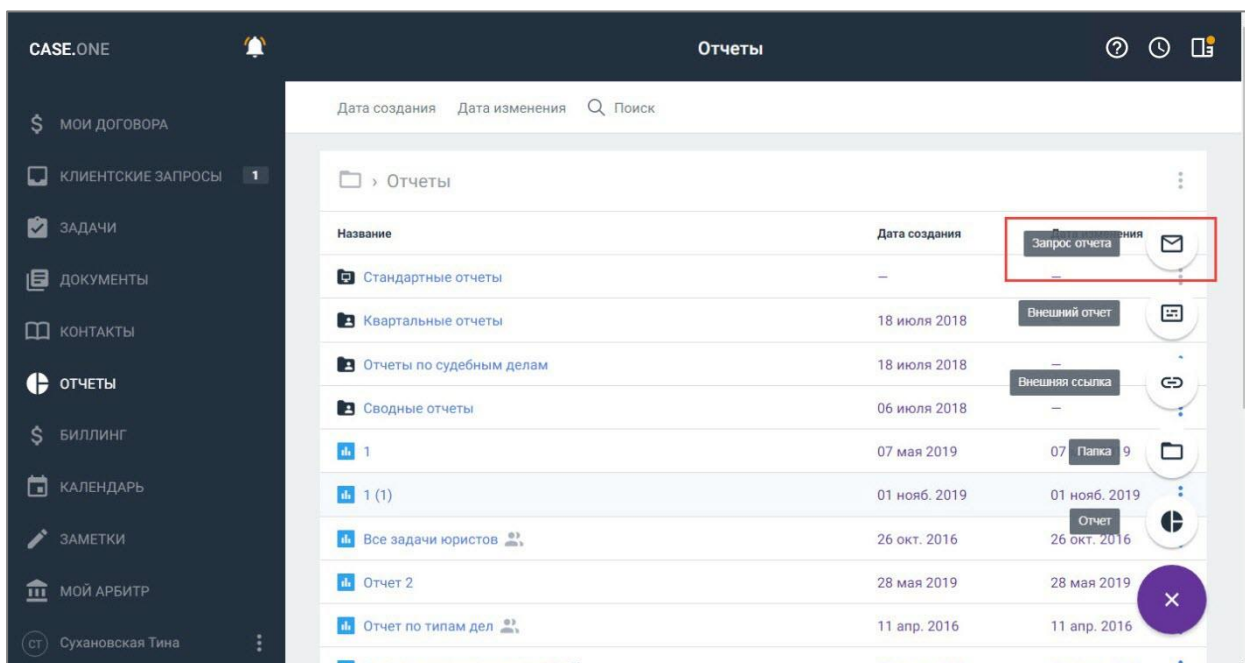 CASE.ONE
Отчеты
МОИ ДОГОВОРА
КЛИЕНТСКИЕ ЗАПРОСЫ 1
ЗАДАЧИ
ДОКУМЕНТЫ
КОНТАКТЫ
ОТЧЕТЫ
$ БИЛЛИНГ
КАЛЕНДАРЬ
ЗАМЕТКИ
МОЙ АРБИТР
СТ Сухановская Тина
Дата создания Дата изменения Поиск
› Отчеты
Название Дата создания Дата изменения
Запрос отчета
Стандартные отчеты — —
Квартальные отчеты 18 июля 2018
Внешний отчет
Отчеты по судебным делам 18 июля 2018 —
Внешняя ссылка
Сводные отчеты 06 июля 2018 —
1 07 мая 2019 07 9
Папка
1 (1) 01 нояб. 2019 01 нояб. 2019
Отчет
Все задачи юристов 26 окт. 2016 26 окт. 2016
Отчет 2 28 мая 2019 28 мая 2019
Отчет по типам дел 11 апр. 2016 11 апр. 2016